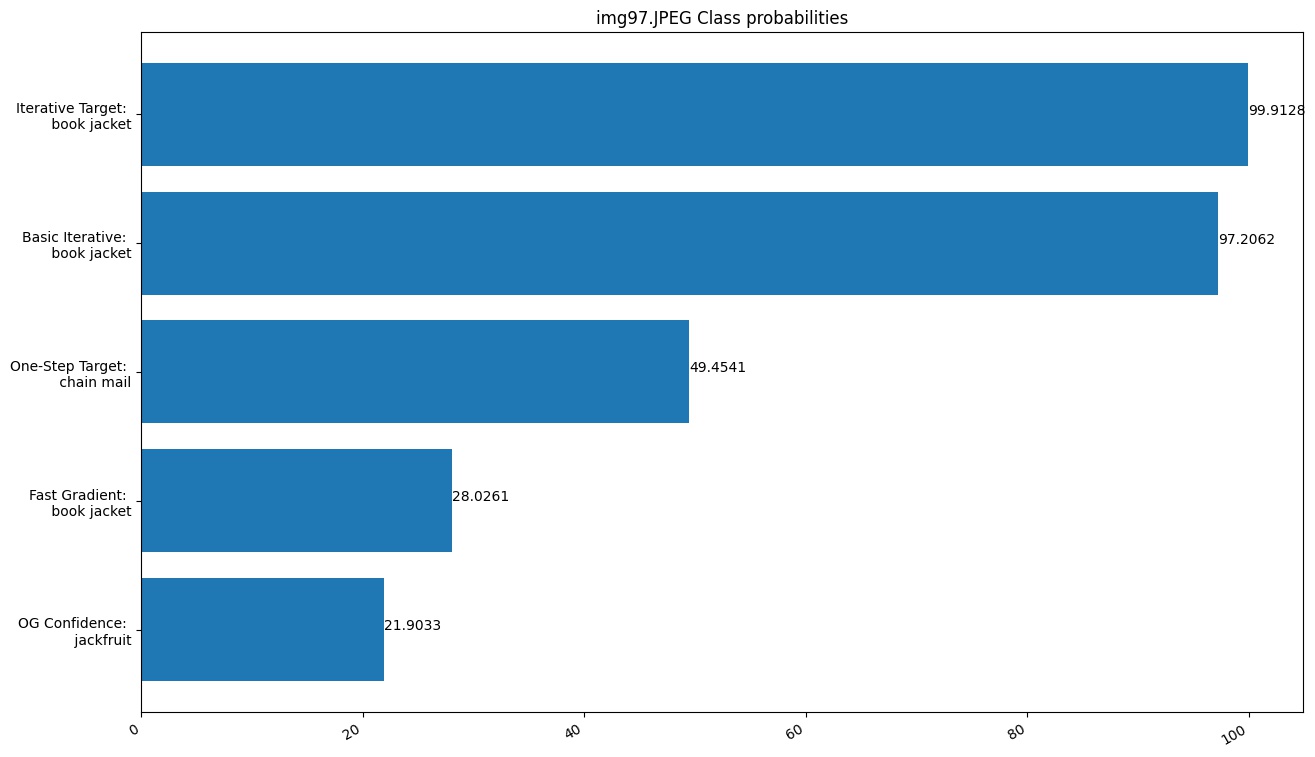 img97.JPEG Class probabilities
Iterative Target:
book jacket
99.9128
Basic Iterative:
book jacket
97.2062
One-Step Target:
chain mail
49.4541
Fast Gradient:
book jacket
28.0261
OG Confidence:
jackfruit
21.9033
0 20 40 60 80 100